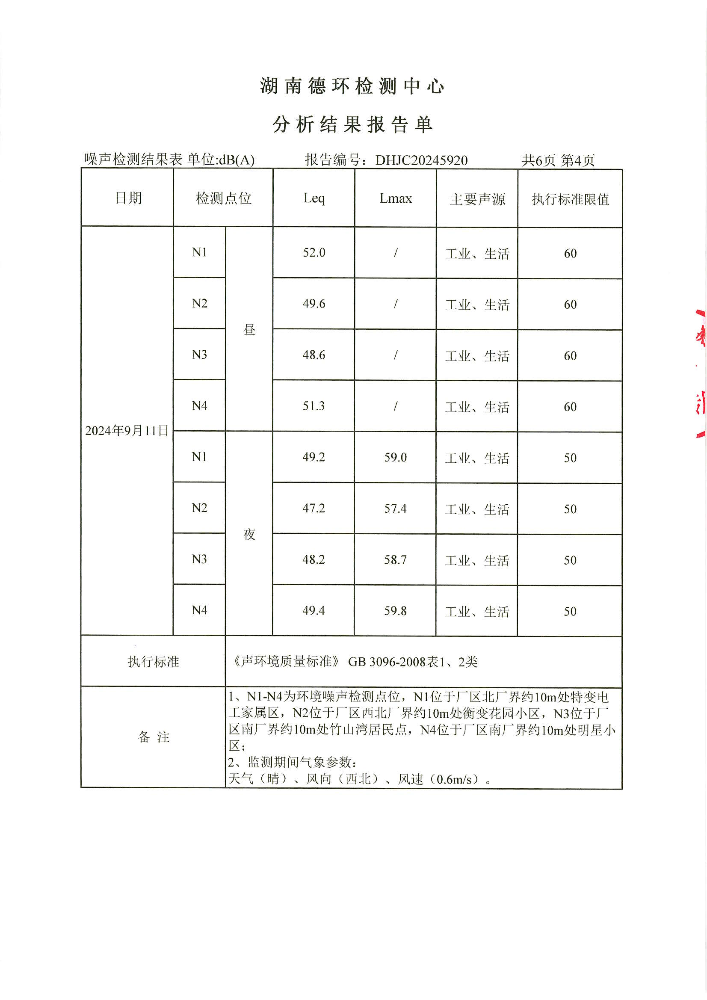 湖南德环检测中心
分析结果报告单
噪声检测结果表 单位:dB(A) 报告编号：DHJC20245920 共6页 第4页
日期 检测点位 Leq Lmax 主要声源 执行标准限值
2024年9月11日
昼
N1 52.0 / 工业、生活 60
N2 49.6 / 工业、生活 60
N3 48.6 / 工业、生活 60
N4 51.3 / 工业、生活 60
夜
N1 49.2 59.0 工业、生活 50
N2 47.2 57.4 工业、生活 50
N3 48.2 58.7 工业、生活 50
N4 49.4 59.8 工业、生活 50
执行标准 《声环境质量标准》 GB 3096-2008表1、2类
备 注
1、N1-N4为环境噪声检测点位，N1位于厂区北厂界约10m处特变电
工家属区，N2位于厂区西北厂界约10m处衡变花园小区，N3位于厂
区南厂界约10m处竹山湾居民点，N4位于厂区南厂界约10m处明星小
区；
2、监测期间气象参数：
天气（晴）、风向（西北）、风速（0.6m/s）。